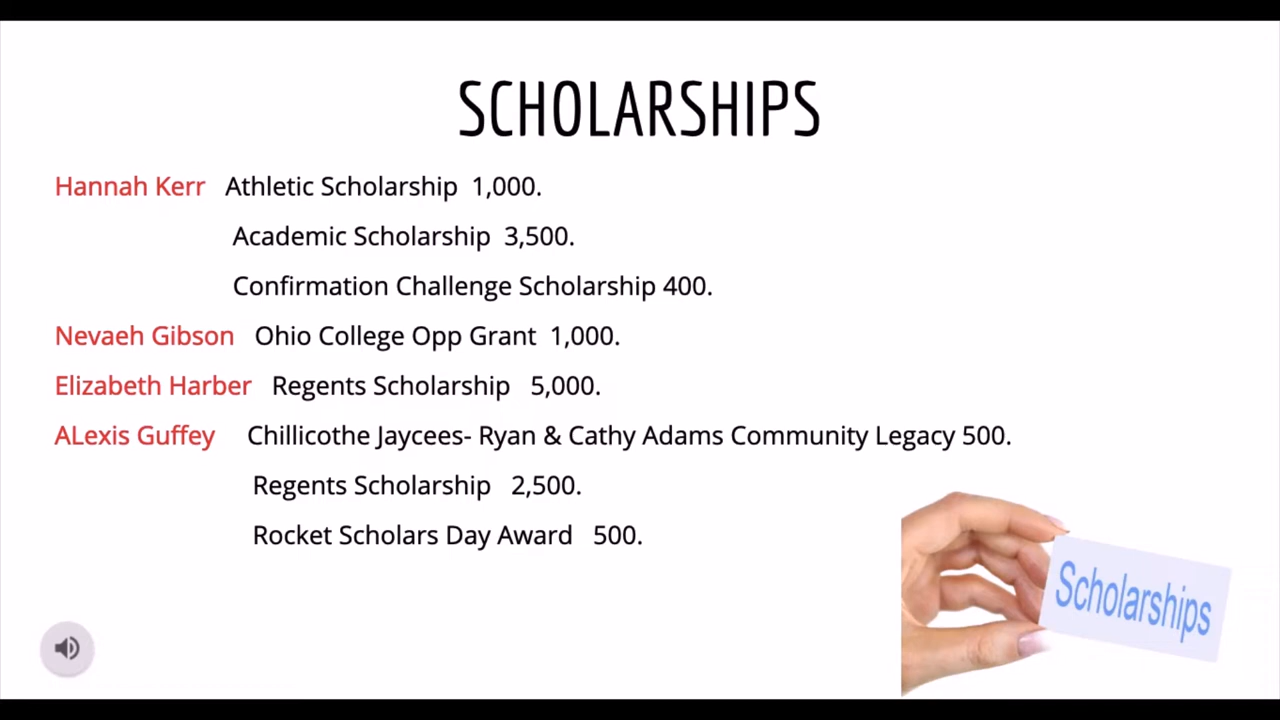 SCHOLARSHIPS
Hannah Kerr Athletic Scholarship 1,000.
Academic Scholarship 3,500.
Confirmation Challenge Scholarship 400.
Nevaeh Gibson Ohio College Opp Grant 1,000.
Elizabeth Harber Regents Scholarship 5,000.
ALexis Guffey Chillicothe Jaycees- Ryan & Cathy Adams Community Legacy 500.
Regents Scholarship 2,500.
Rocket Scholars Day Award 500.
Scholarships